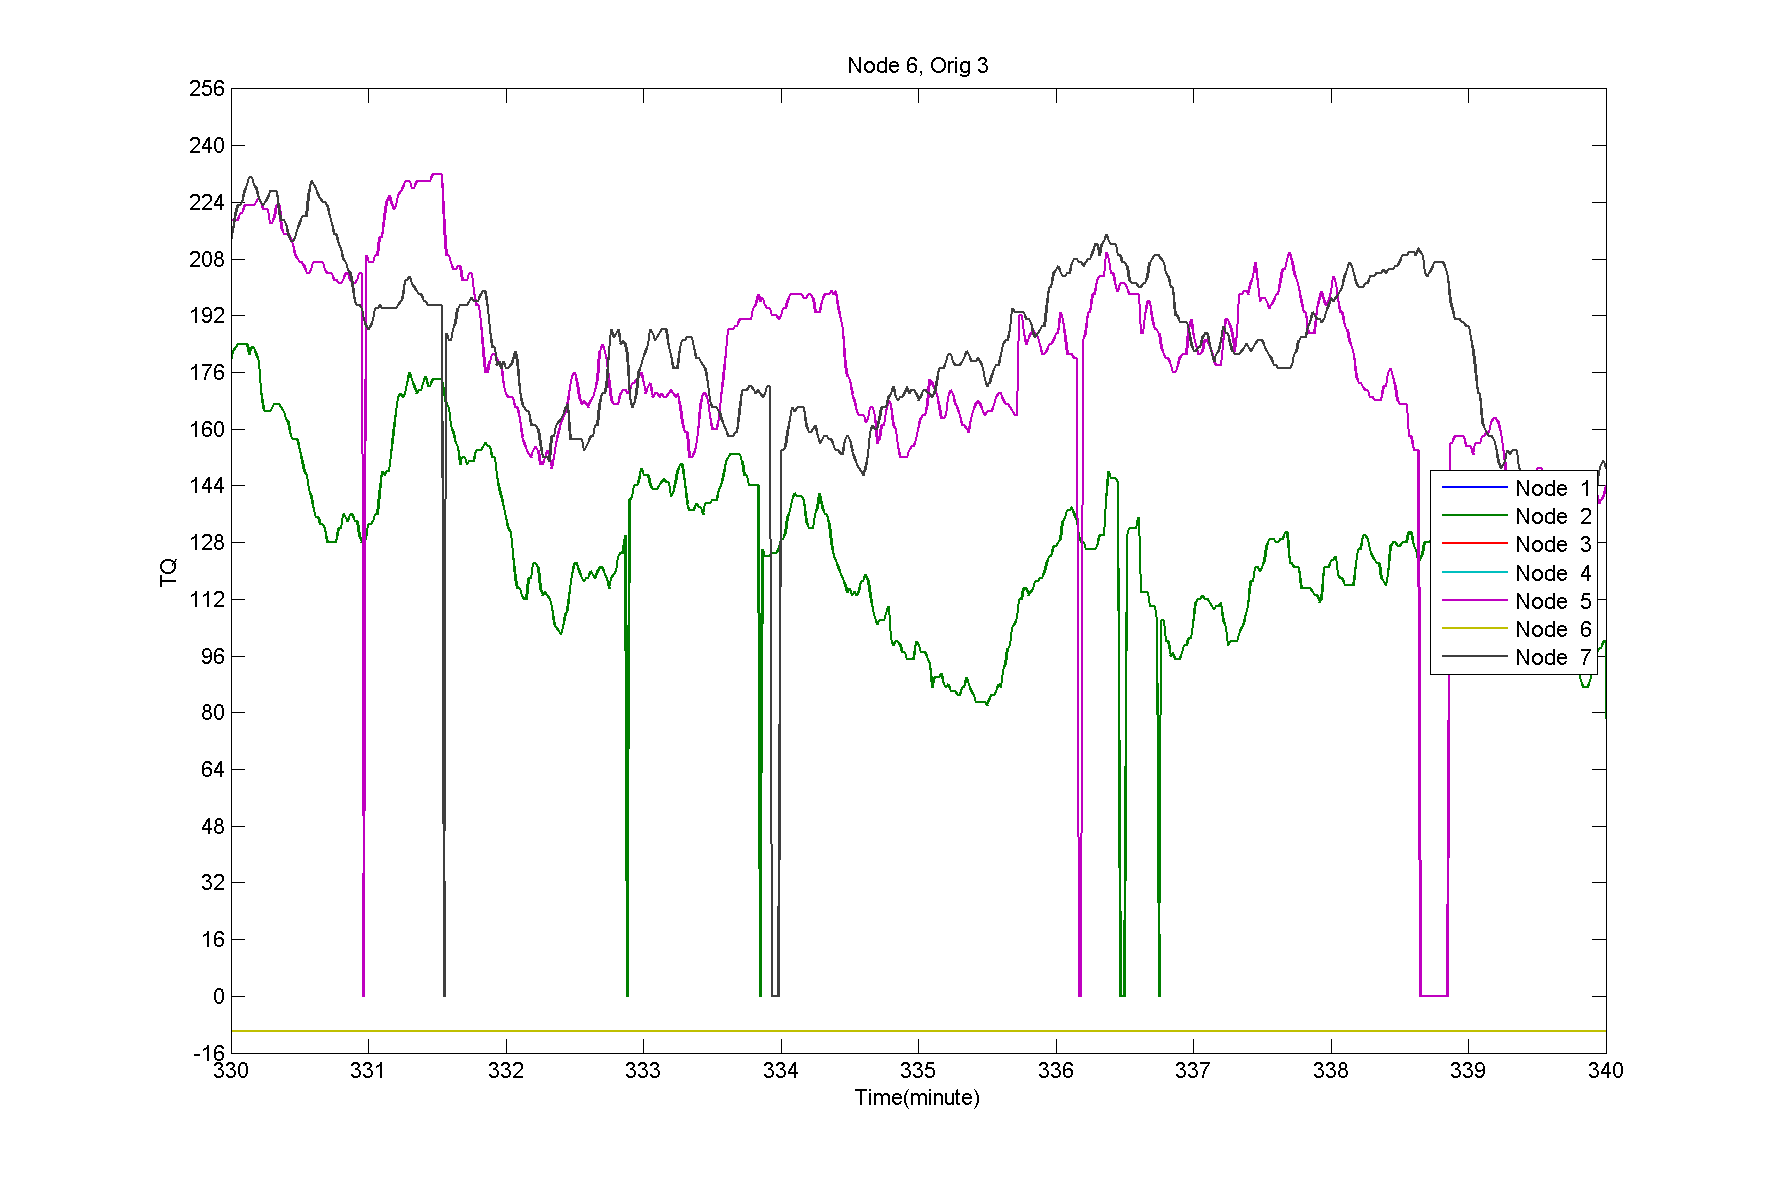 Node 6, Orig 3
256
240
224
208
192
176
160
144
128
112
96
80
64
48
32
16
0
-16
TQ
Node 1
Node 2
Node 3
Node 4
Node 5
Node 6
Node 7
330 331 332 333 334 335 336 337 338 339 340
Time(minute)